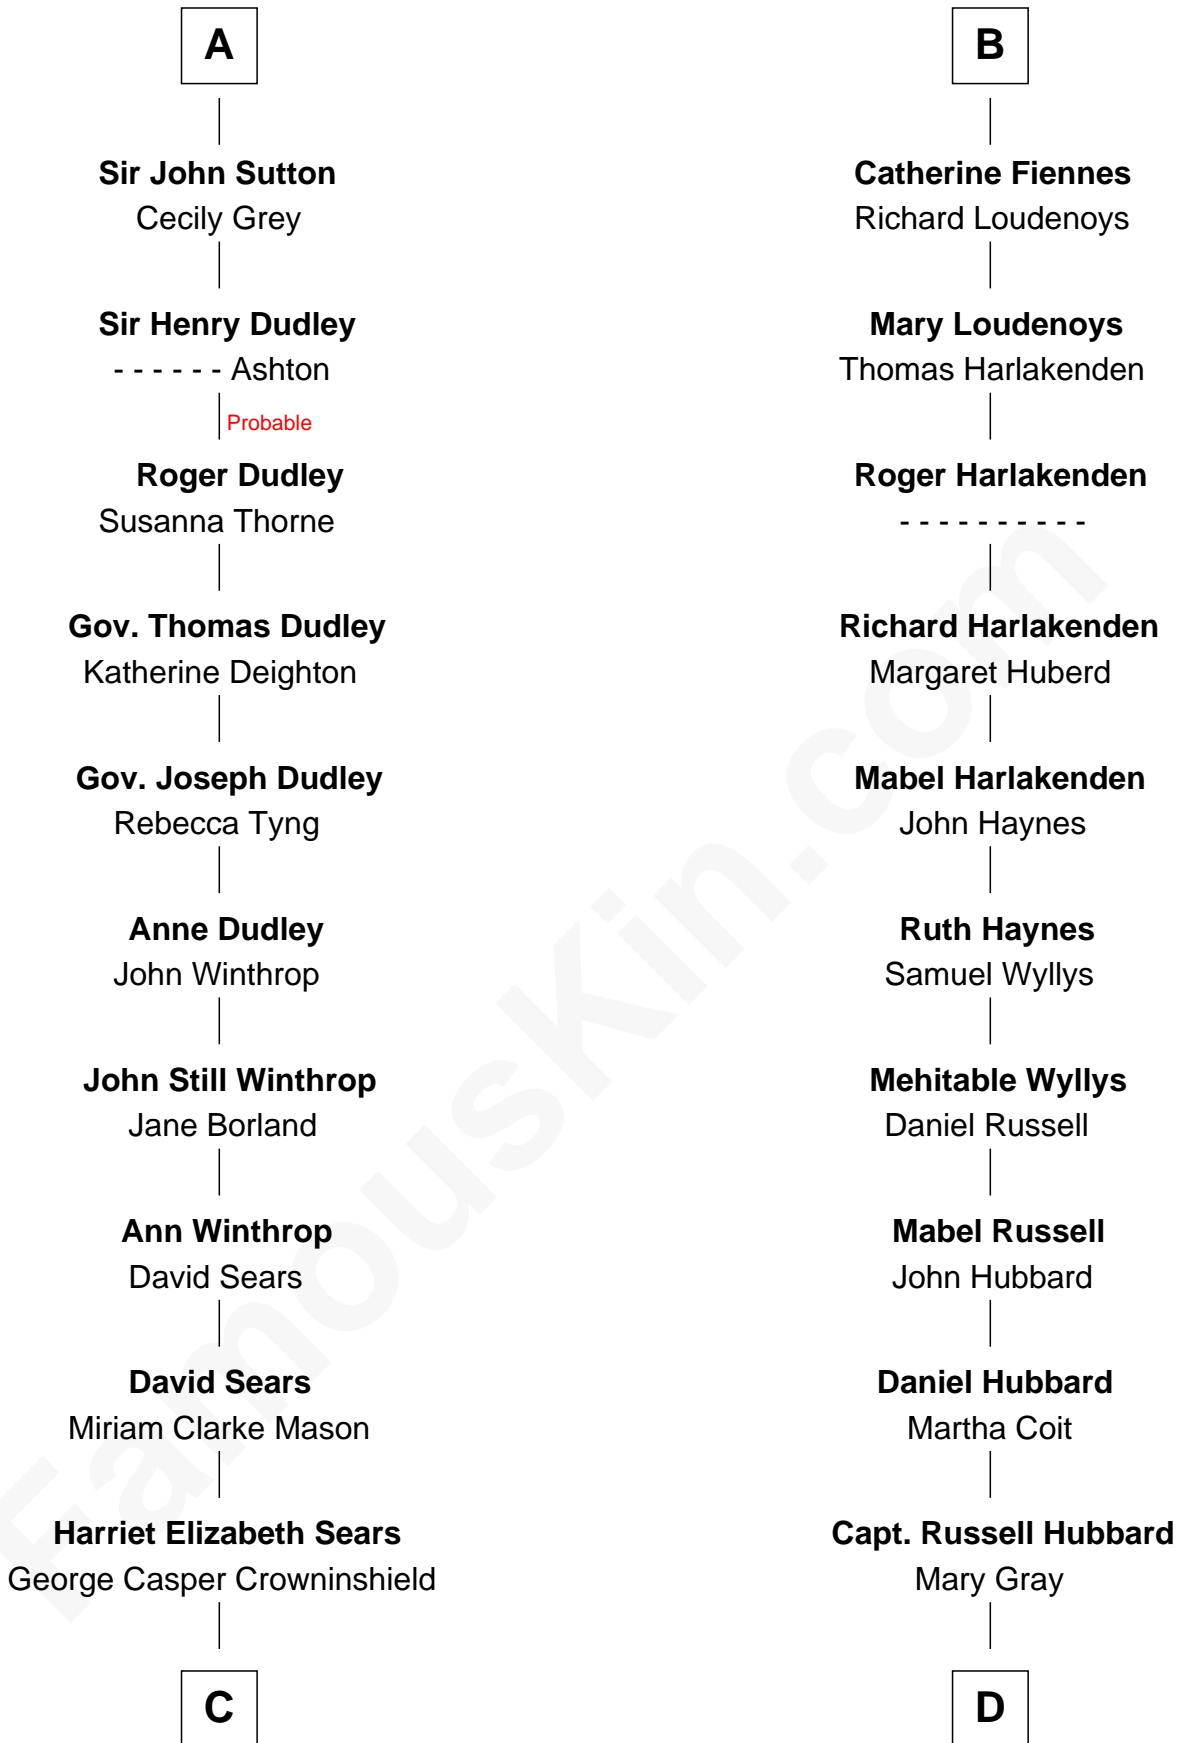 A
Sir John Sutton
Cecily Grey
Sir Henry Dudley
- - - - - - Ashton
Probable
Roger Dudley
Susanna Thorne
Gov. Thomas Dudley
Katherine Deighton
Gov. Joseph Dudley
Rebecca Tyng
Anne Dudley
John Winthrop
John Still Winthrop
Jane Borland
Ann Winthrop
David Sears
David Sears
Miriam Clarke Mason
Harriet Elizabeth Sears
George Casper Crowninshield
C
B
Catherine Fiennes
Richard Loudenoys
Mary Loudenoys
Thomas Harlakenden
Roger Harlakenden
- - - - - - - - - -
Richard Harlakenden
Margaret Huberd
Mabel Harlakenden
John Haynes
Ruth Haynes
Samuel Wyllys
Mehitable Wyllys
Daniel Russell
Mabel Russell
John Hubbard
Daniel Hubbard
Martha Coit
Capt. Russell Hubbard
Mary Gray
D
FamousKin.com